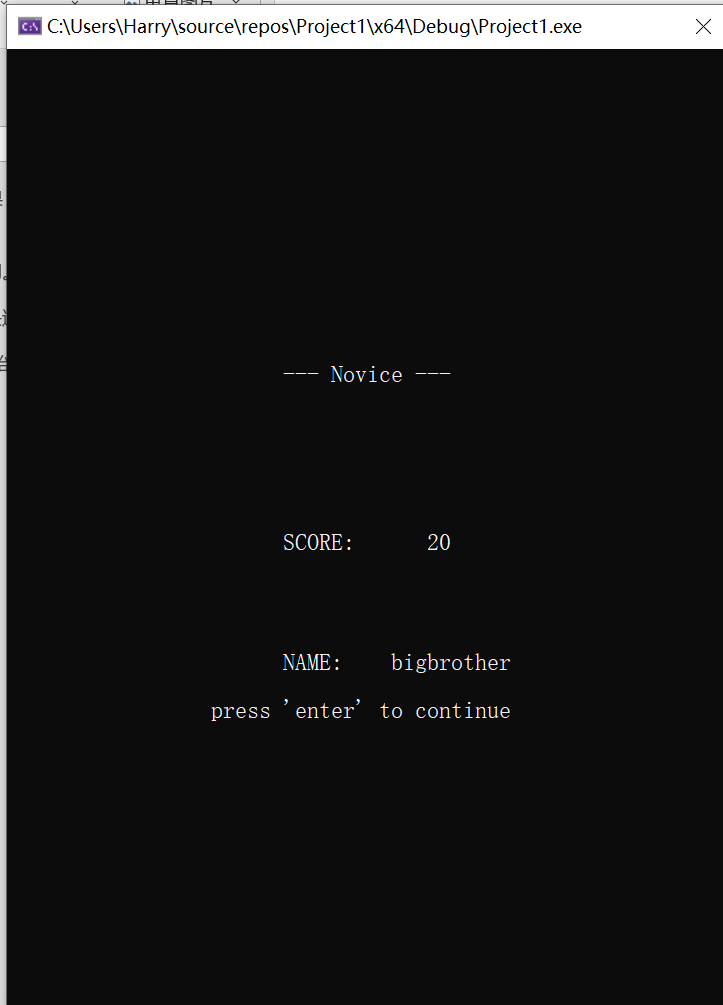 C:\Users\Harry\source\repos\Project1\x64\Debug\Project1.exe
--- Novice ---
SCORE: 20
NAME: bigbrother
press 'enter' to continue